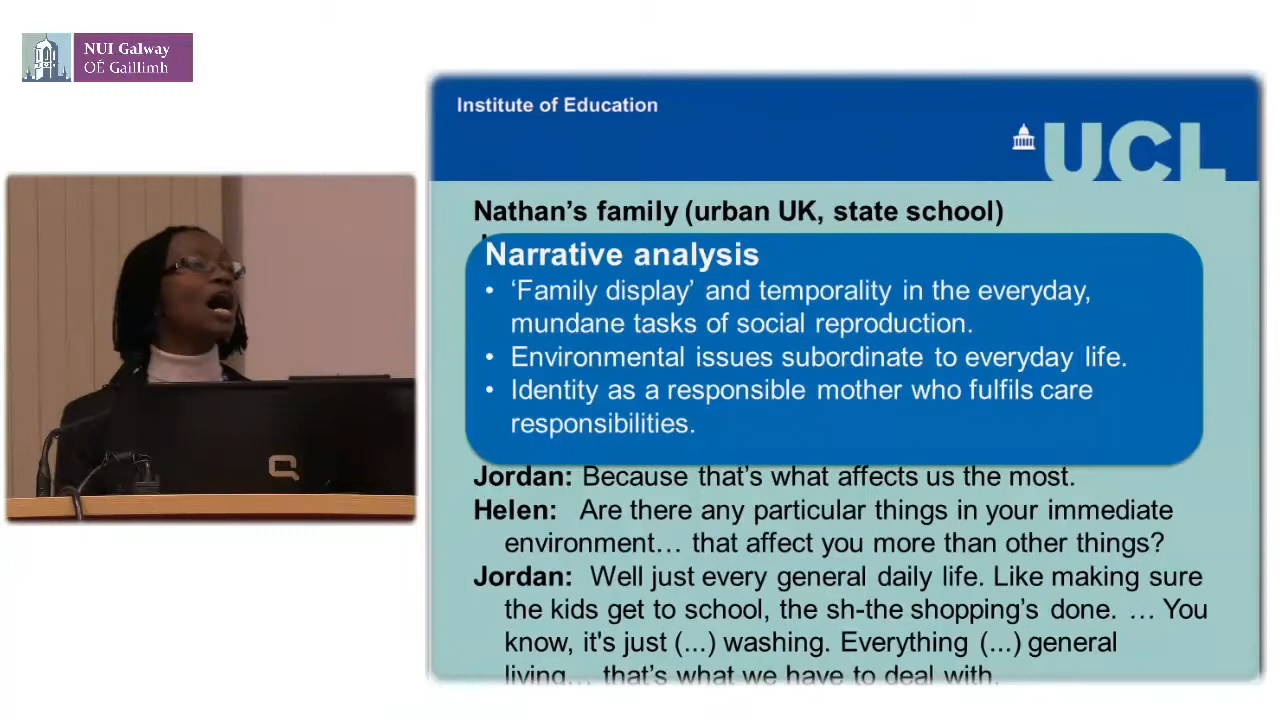 NUI Galway
OÉ Gaillimh
Institute of Education
UCL
Nathan’s family (urban UK, state school)
Narrative analysis
• ‘Family display’ and temporality in the everyday,
mundane tasks of social reproduction.
• Environmental issues subordinate to everyday life.
• Identity as a responsible mother who fulfils care
responsibilities.
Jordan: Because that’s what affects us the most.
Helen: Are there any particular things in your immediate
environment… that affect you more than other things?
Jordan: Well just every general daily life. Like making sure
the kids get to school, the sh-the shopping’s done. … You
know, it's just (...) washing. Everything (...) general
living… that’s what we have to deal with.